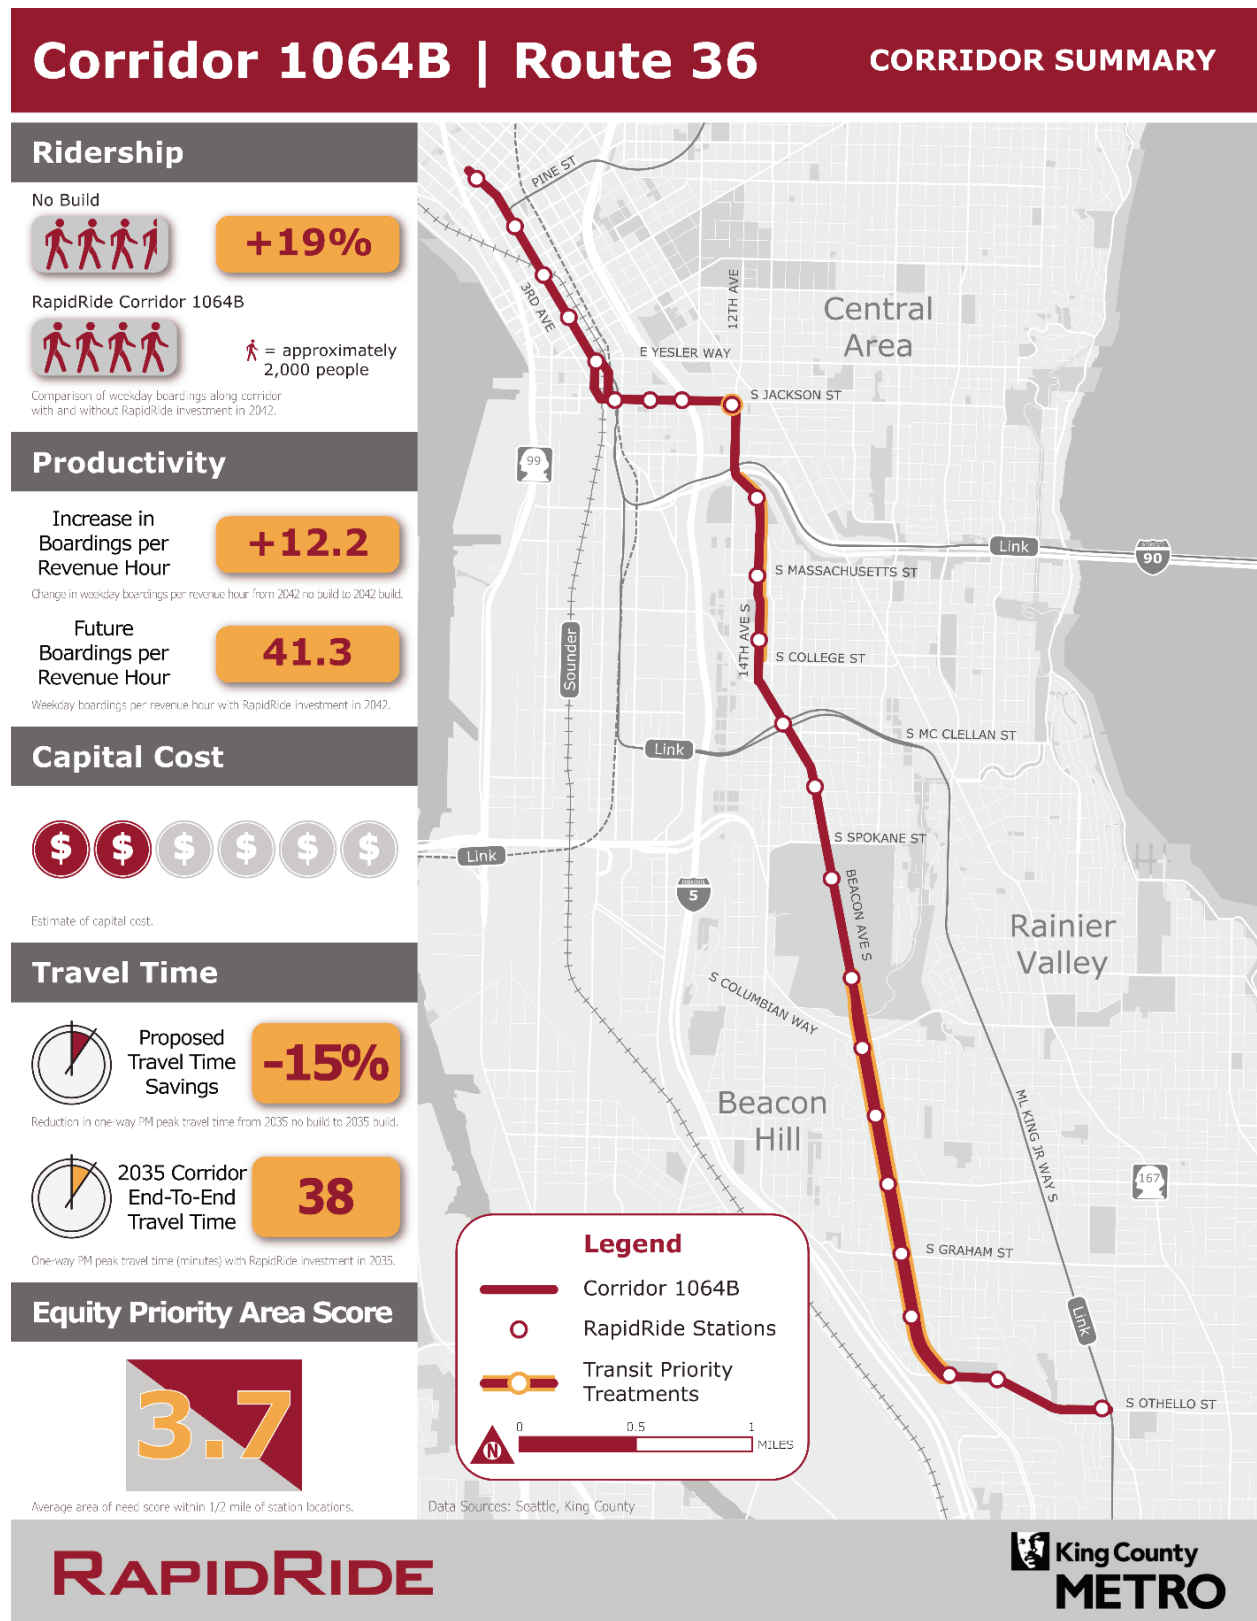 Corridor 1064B | Route 36
CORRIDOR SUMMARY
Ridership
No Build
+19%
RapidRide Corridor 1064B
= approximately
2,000 people
Comparison of weekday boardings along corridor
with and without RapidRide investment in 2042.
Productivity
Increase in
Boardings per
Revenue Hour
+12.2
Change in weekday boardings per revenue hour from 2042 no build to 2042 build.
Future
Boardings per
Revenue Hour
41.3
Weekday boardings per revenue hour with RapidRide investment in 2042.
Capital Cost
$ $ $ $ $ $
Estimate of capital cost.
Travel Time
Proposed
Travel Time
Savings
-15%
Reduction in one-way PM peak travel time from 2035 no build to 2035 build.
2035 Corridor
End-To-End
Travel Time
38
One-way PM peak travel time (minutes) with RapidRide investment in 2035.
Equity Priority Area Score
3.7
Average area of need score within 1/2 mile of station locations.
PINE ST
3RD AVE
12TH AVE
Central
Area
E YESLER WAY
S JACKSON ST
99
Link
90
S MASSACHUSETTS ST
14TH AVE S
Sounder
S COLLEGE ST
S MC CLELLAN ST
Link
S SPOKANE ST
Link
BEACON AVE S
5
Rainier
Valley
S COLUMBIAN WAY
Beacon
Hill
ML KING JR WAY S
167
S GRAHAM ST
Link
S OTHELLO ST
Legend
Corridor 1064B
RapidRide Stations
Transit Priority
Treatments
N
0 0.5 1
MILES
Data Sources: Seattle, King County
RAPIDRIDE
King County
METRO